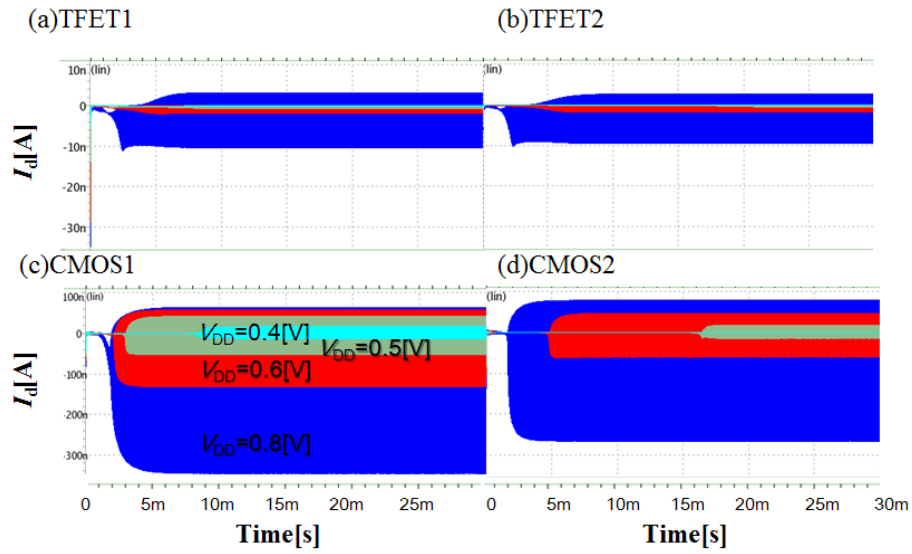 (a)TFET1
(b)TFET2
10n (lin)
0
-10n
-20n
-30n
(lin)
Id[A]
(c)CMOS1
(d)CMOS2
100n (lin)
0
-100n
-200n
-300n
(lin)
Id[A]
VDD=0.4[V]
VDD=0.5[V]
VDD=0.6[V]
VDD=0.8[V]
0 5m 10m 15m 20m 25m 0 5m 10m 15m 20m 25m 30m
Time[s] Time[s]